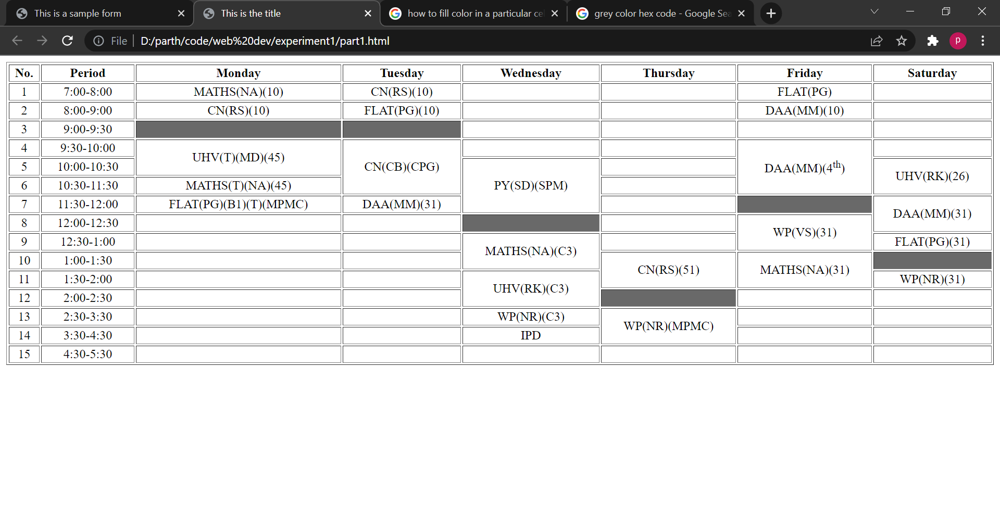 This is a sample form
This is the title
how to fill color in a particular ce
grey color hex code - Google Sea
File D:/parth/code/web%20dev/experiment1/part1.html
p
No. Period Monday Tuesday Wednesday Thursday Friday Saturday
1 7:00-8:00 MATHS(NA)(10) CN(RS)(10) FLAT(PG)
2 8:00-9:00 CN(RS)(10) FLAT(PG)(10) DAA(MM)(10)
3 9:00-9:30
4 9:30-10:00 UHV(T)(MD)(45) CN(CB)(CPG) DAA(MM)(4th)
5 10:00-10:30 PY(SD)(SPM) UHV(RK)(26)
6 10:30-11:30 MATHS(T)(NA)(45)
7 11:30-12:00 FLAT(PG)(B1)(T)(MPMC) DAA(MM)(31) DAA(MM)(31)
8 12:00-12:30 WP(VS)(31)
9 12:30-1:00 MATHS(NA)(C3) FLAT(PG)(31)
10 1:00-1:30 CN(RS)(51) MATHS(NA)(31)
11 1:30-2:00 UHV(RK)(C3) WP(NR)(31)
12 2:00-2:30
13 2:30-3:30 WP(NR)(C3) WP(NR)(MPMC)
14 3:30-4:30 IPD
15 4:30-5:30